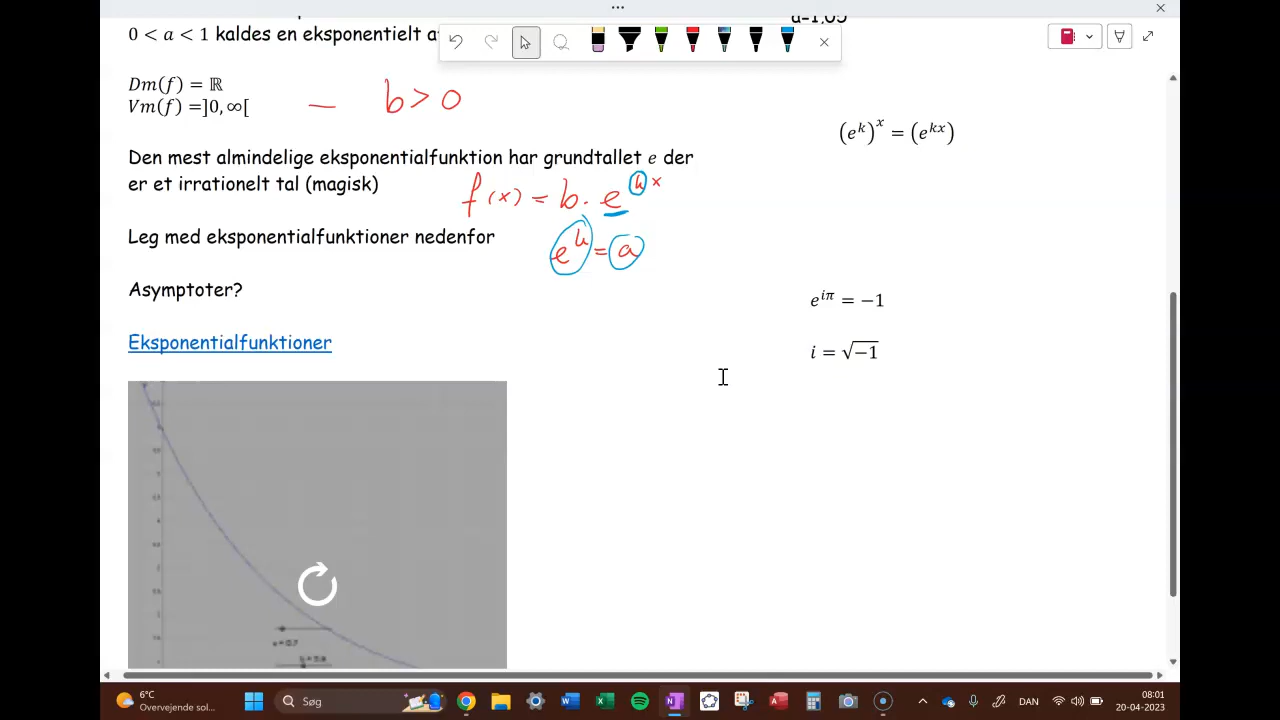 a=1,05
0 < a < 1 kaldes en eksponentielt a
Dm(f) = ℝ
Vm(f) =]0, ∞[ — b > 0
(e^k)^x = (e^{kx})
Den mest almindelige eksponentialfunktion har grundtallet e der
er et irrationelt tal (magisk)
f(x) = b · e^{kx}
Leg med eksponentialfunktioner nedenfor
e^k = a
Asymptoter?
e^{iπ} = −1
Eksponentialfunktioner
i = √−1
a = 0.7
6°C
Overvejende sol...
Søg
DAN
08:01
20-04-2023